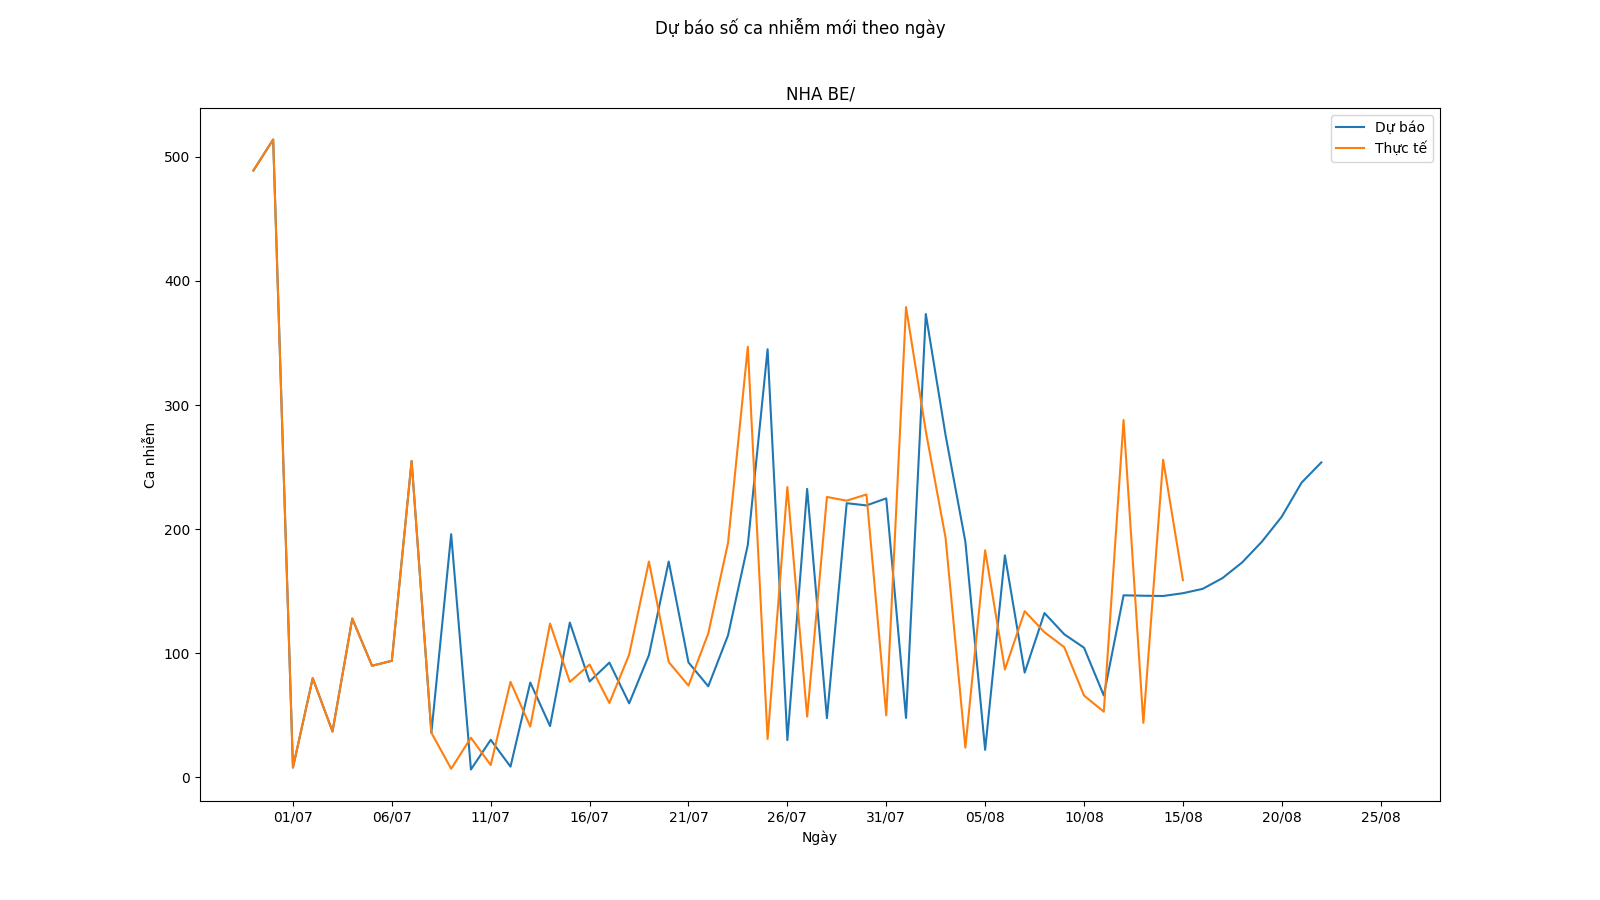 Dự báo số ca nhiễm mới theo ngày
NHA BE/
Dự báo
Thực tế
500
400
300
200
100
0
Ca nhiễm
01/07 06/07 11/07 16/07 21/07 26/07 31/07 05/08 10/08 15/08 20/08 25/08
Ngày